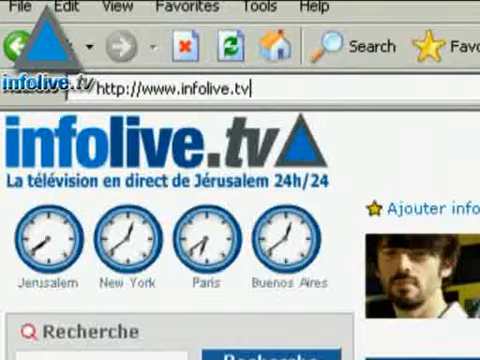 File Edit View Favorites Tools Help
Search Favo
infolive.tv
http://www.infolive.tv
infolive.tv
La télévision en direct de Jérusalem 24h/24
Ajouter info
Jerusalem New York Paris Buenos Aires
Recherche
Recherche